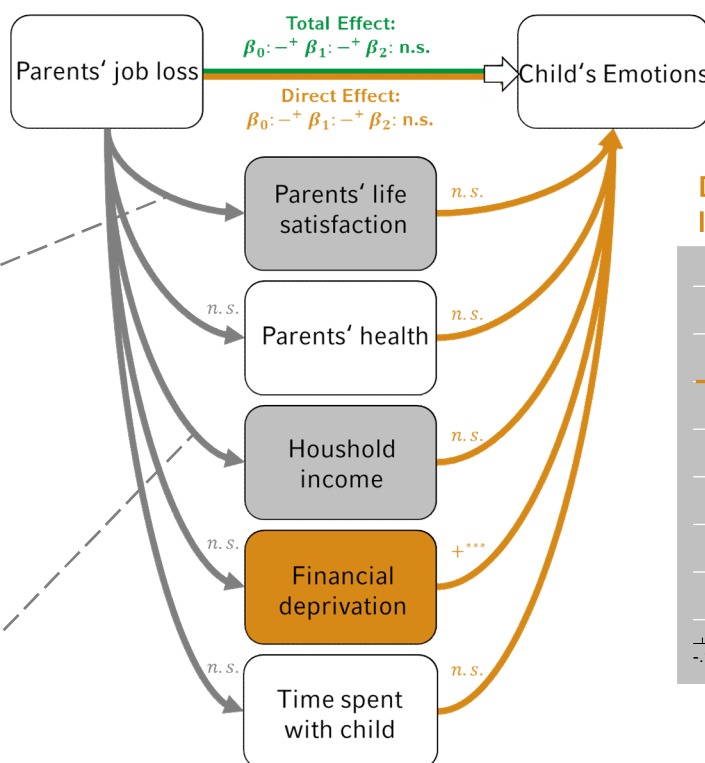 Total Effect:
β₀: −⁺ β₁: −⁺ β₂: n.s.
Parents‘ job loss
Child‘s Emotions
Direct Effect:
β₀: −⁺ β₁: −⁺ β₂: n.s.
Parents‘ life
satisfaction
n.s.
n.s.
Parents‘ health
n.s.
Houshold
income
n.s.
n.s.
Financial
deprivation
+***
n.s.
Time spent
with child
n.s.